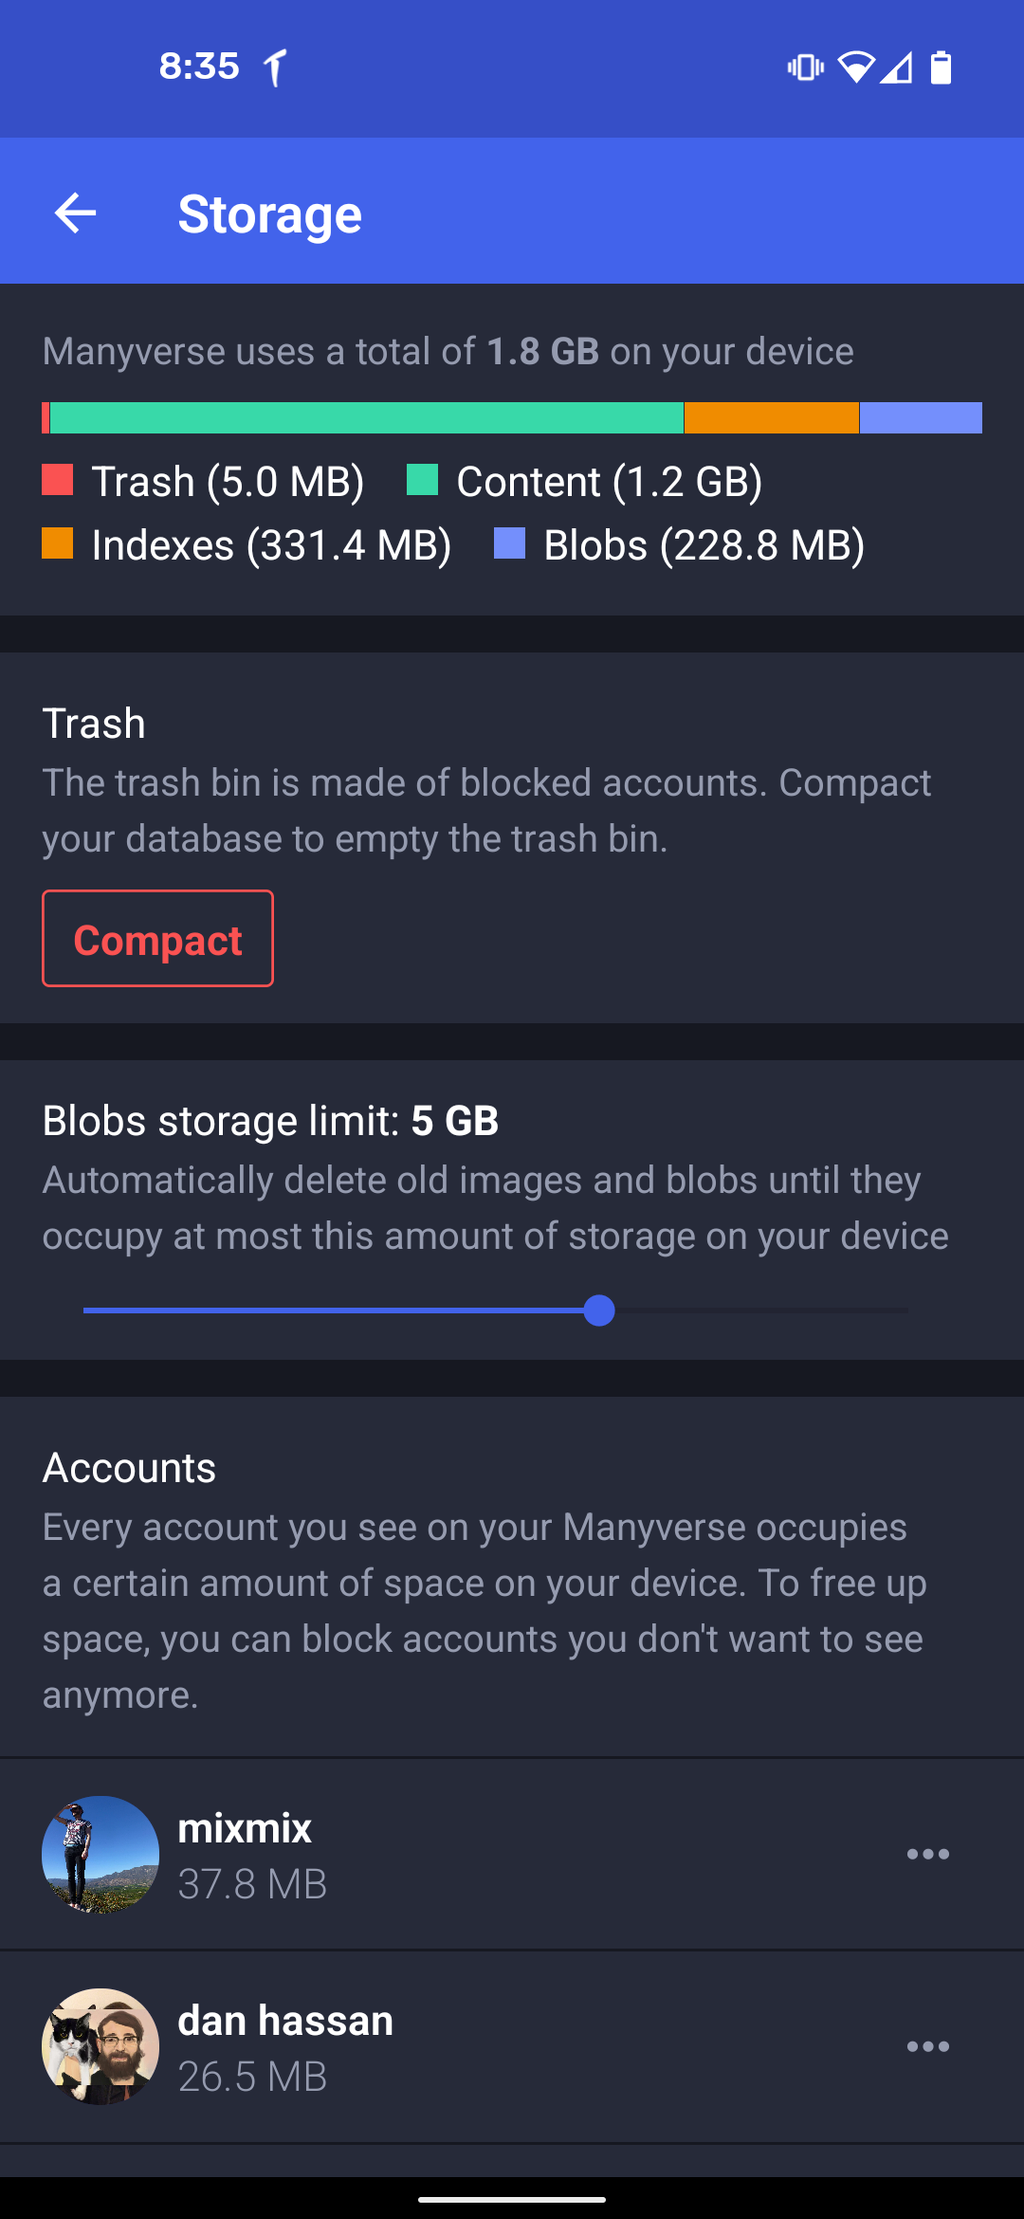 8:35
Storage
Manyverse uses a total of 1.8 GB on your device
Trash (5.0 MB) Content (1.2 GB)
Indexes (331.4 MB) Blobs (228.8 MB)
Trash
The trash bin is made of blocked accounts. Compact
your database to empty the trash bin.
Compact
Blobs storage limit: 5 GB
Automatically delete old images and blobs until they
occupy at most this amount of storage on your device
Accounts
Every account you see on your Manyverse occupies
a certain amount of space on your device. To free up
space, you can block accounts you don't want to see
anymore.
mixmix
37.8 MB
dan hassan
26.5 MB